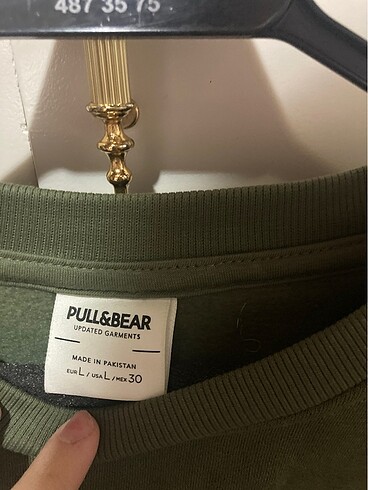 487 35 75
PULL&BEAR
UPDATED GARMENTS
MADE IN PAKISTAN
EUR L / USA L / MEX 30